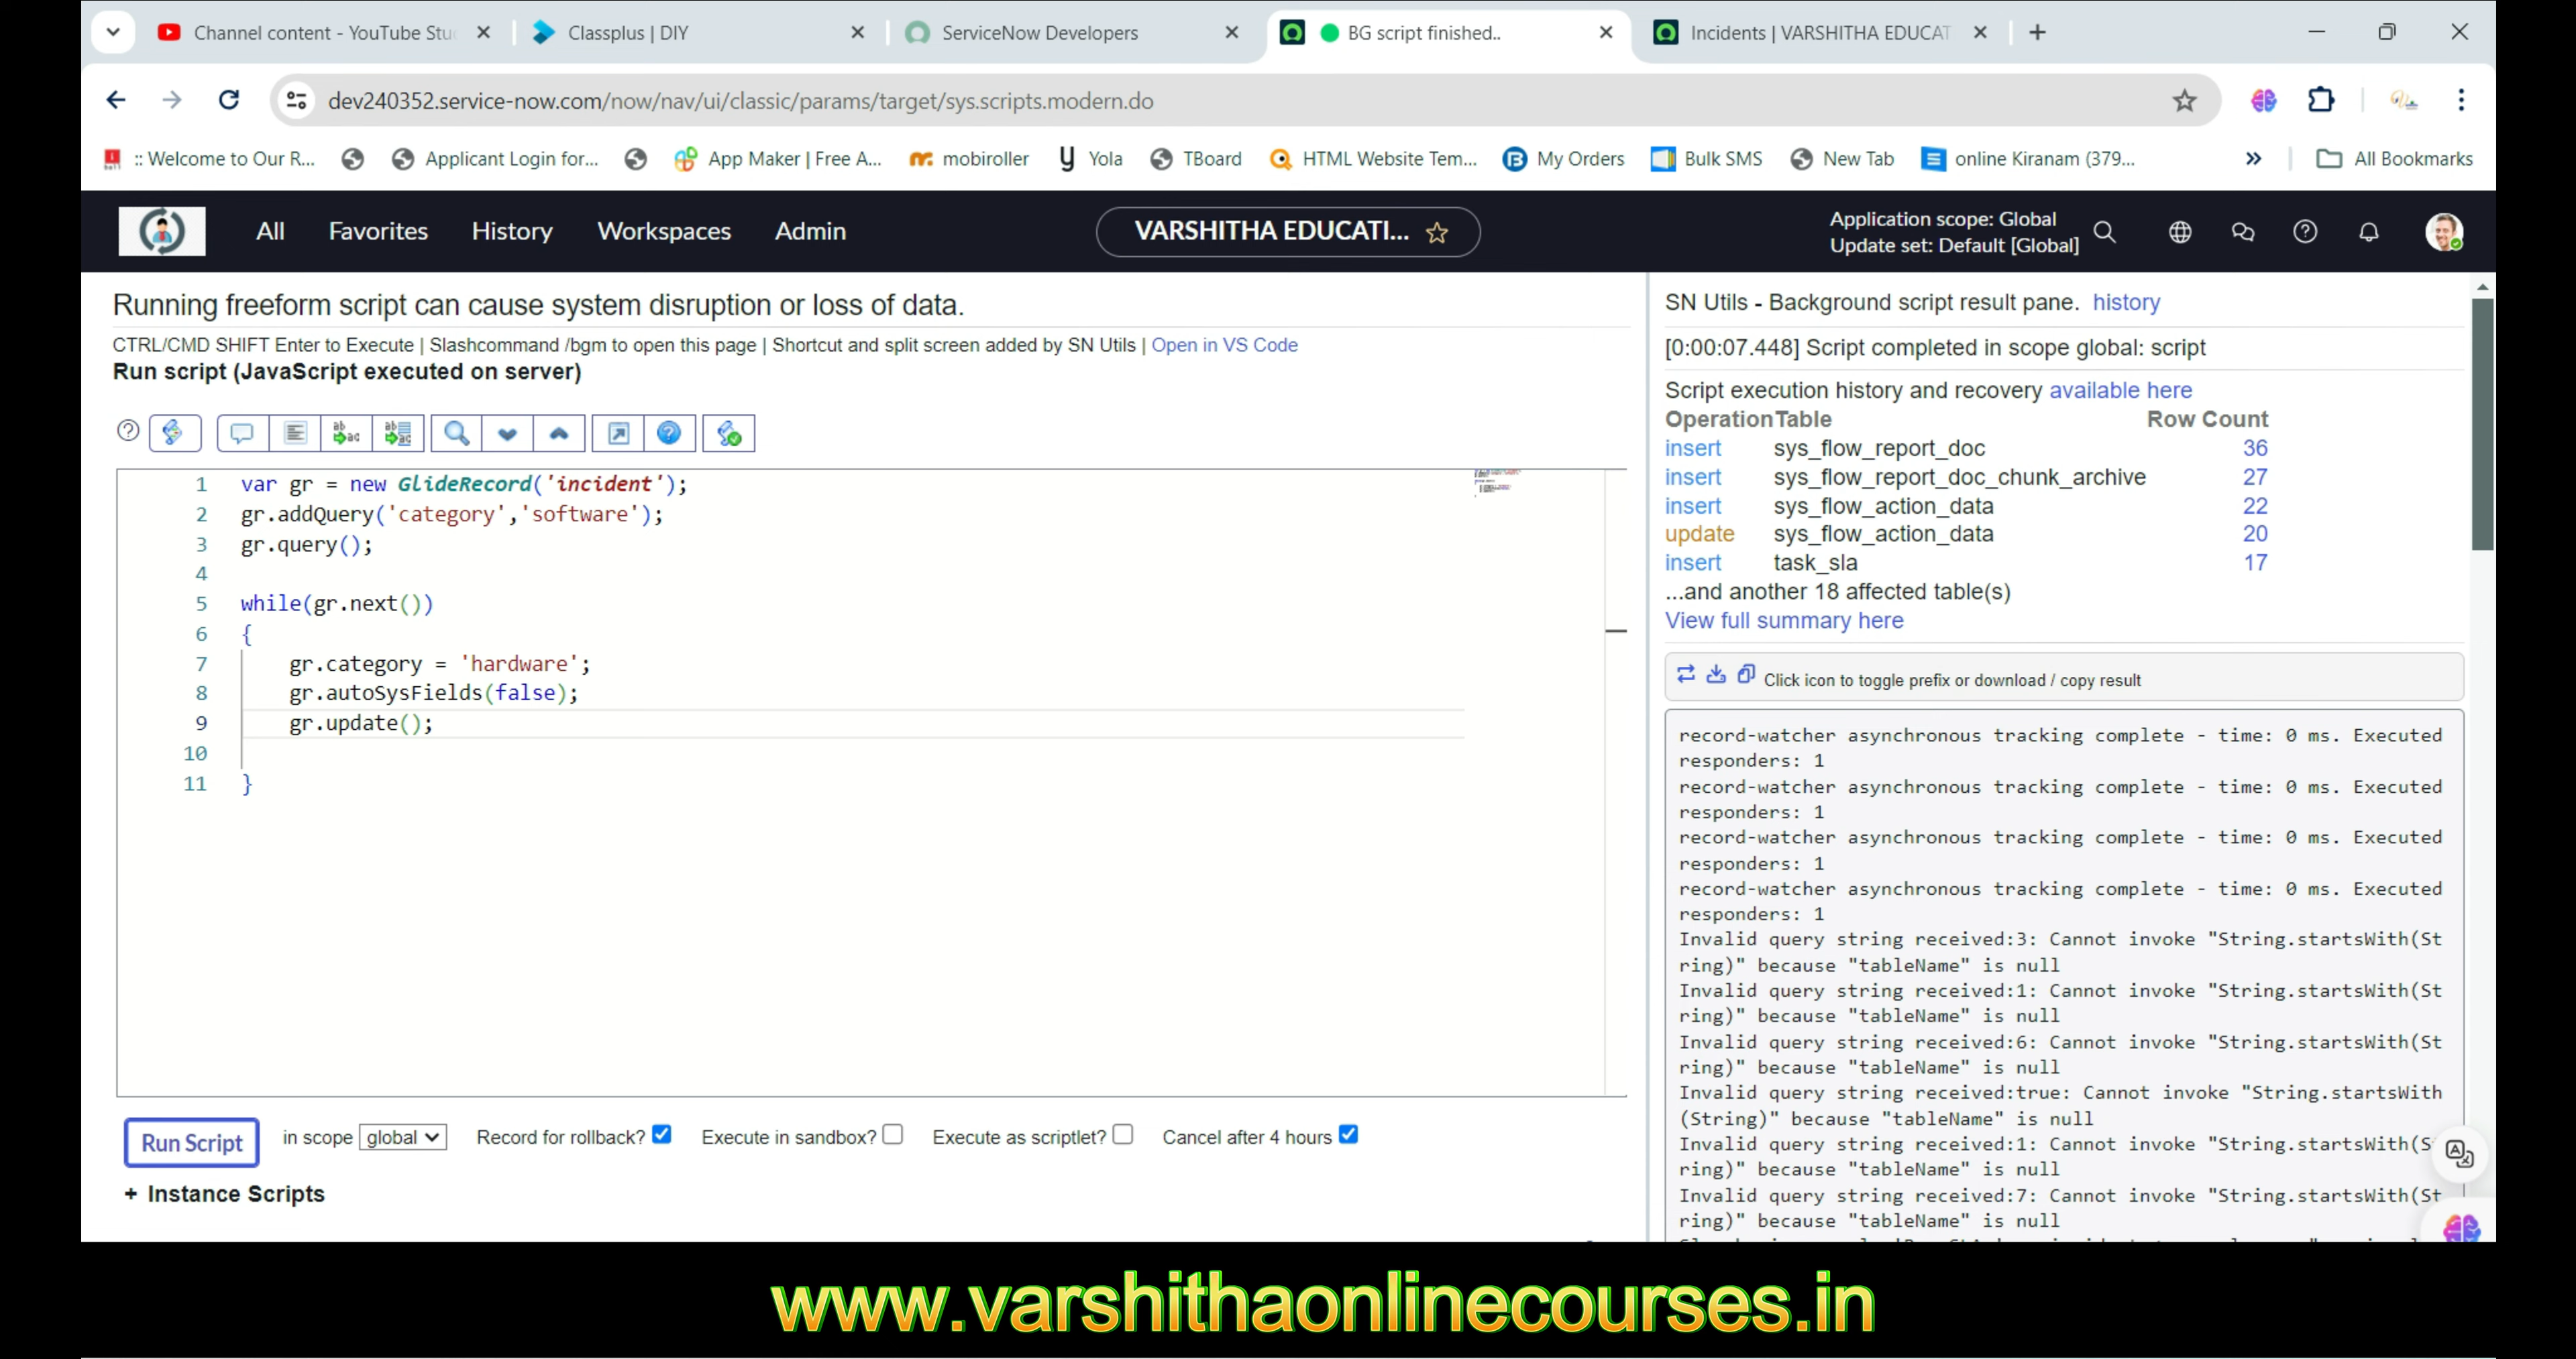 Channel content - YouTube Stu
Classplus | DIY
ServiceNow Developers
BG script finished..
Incidents | VARSHITHA EDUCAT
dev240352.service-now.com/now/nav/ui/classic/params/target/sys.scripts.modern.do
:: Welcome to Our R...
Applicant Login for...
App Maker | Free A...
mobiroller
Yola
TBoard
HTML Website Tem...
My Orders
Bulk SMS
New Tab
online Kiranam (379...
All Bookmarks
All Favorites History Workspaces Admin
VARSHITHA EDUCATI...
Application scope: Global
Update set: Default [Global]
Running freeform script can cause system disruption or loss of data.
CTRL/CMD SHIFT Enter to Execute | Slashcommand /bgm to open this page | Shortcut and split screen added by SN Utils | Open in VS Code
Run script (JavaScript executed on server)
1 var gr = new GlideRecord('incident');
2 gr.addQuery('category','software');
3 gr.query();
4
5 while(gr.next())
6 {
7 gr.category = 'hardware';
8 gr.autoSysFields(false);
9 gr.update();
10
11 }
Run Script in scope global Record for rollback? Execute in sandbox? Execute as scriptlet? Cancel after 4 hours
+ Instance Scripts
SN Utils - Background script result pane. history
[0:00:07.448] Script completed in scope global: script
Script execution history and recovery available here
Operation Table Row Count
insert sys_flow_report_doc 36
insert sys_flow_report_doc_chunk_archive 27
insert sys_flow_action_data 22
update sys_flow_action_data 20
insert task_sla 17
...and another 18 affected table(s)
View full summary here
Click icon to toggle prefix or download / copy result
record-watcher asynchronous tracking complete - time: 0 ms. Executed
responders: 1
record-watcher asynchronous tracking complete - time: 0 ms. Executed
responders: 1
record-watcher asynchronous tracking complete - time: 0 ms. Executed
responders: 1
record-watcher asynchronous tracking complete - time: 0 ms. Executed
responders: 1
Invalid query string received:3: Cannot invoke "String.startsWith(St
ring)" because "tableName" is null
Invalid query string received:1: Cannot invoke "String.startsWith(St
ring)" because "tableName" is null
Invalid query string received:6: Cannot invoke "String.startsWith(St
ring)" because "tableName" is null
Invalid query string received:true: Cannot invoke "String.startsWith
(String)" because "tableName" is null
Invalid query string received:1: Cannot invoke "String.startsWith(S
ring)" because "tableName" is null
Invalid query string received:7: Cannot invoke "String.startsWith(St
ring)" because "tableName" is null
www.varshithaonlinecourses.in